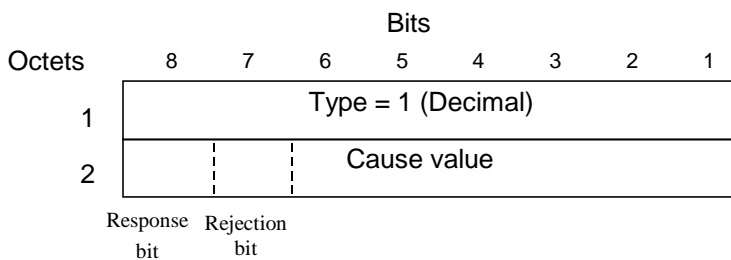 Bits
Octets 8 7 6 5 4 3 2 1
1 Type = 1 (Decimal)
2 Cause value
Response Rejection
bit bit